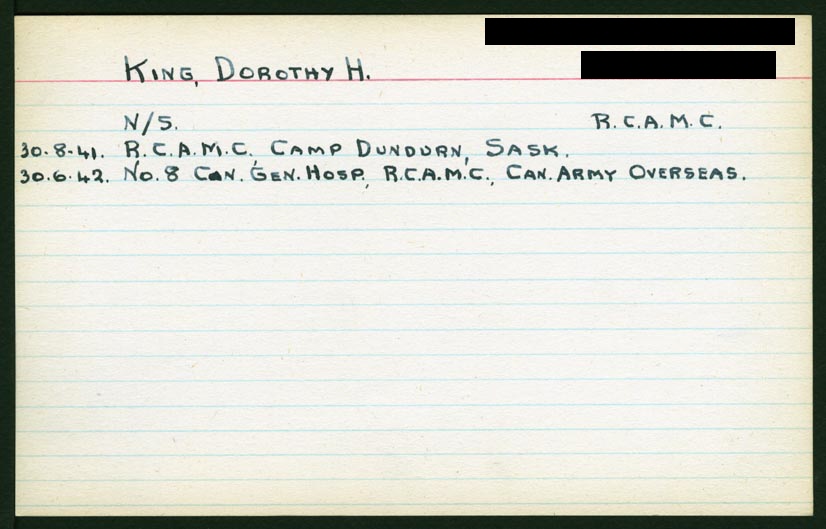 KING, DOROTHY H.
N/S. R.C.A.M.C.
30.8.41. R.C.A.M.C., CAMP DUNDURN, SASK.
30.6.42. NO.8 CAN. GEN. HOSP., R.C.A.M.C., CAN. ARMY OVERSEAS.